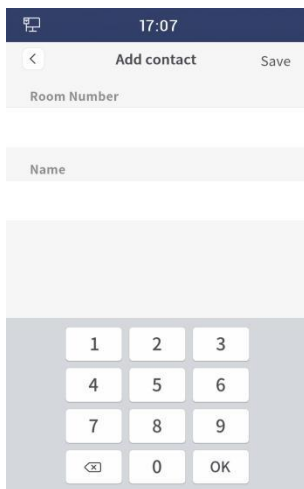 17:07
Add contact Save
Room Number
Name
1 2 3
4 5 6
7 8 9
0 OK